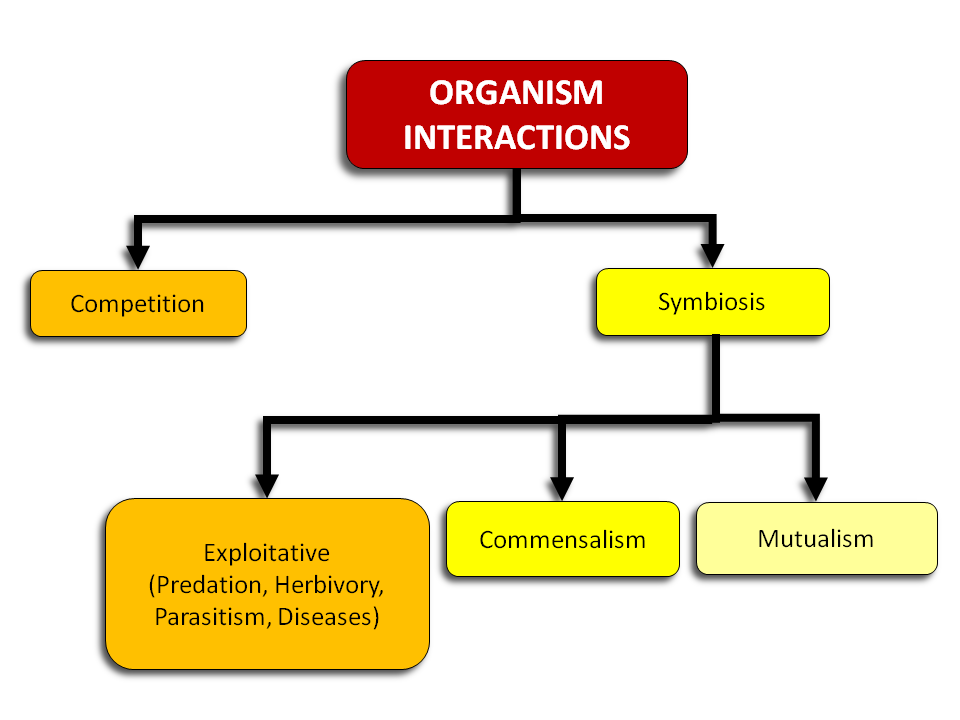 ORGANISM
INTERACTIONS
Competition
Symbiosis
Exploitative
(Predation, Herbivory,
Parasitism, Diseases)
Commensalism
Mutualism